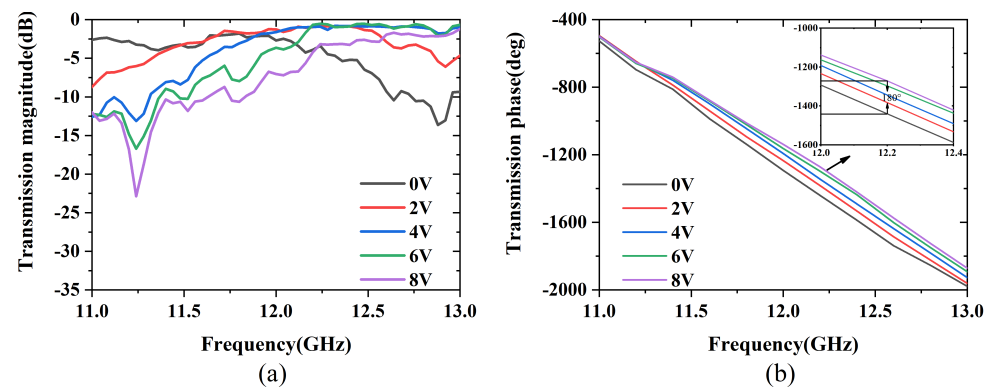 Transmission magnitude(dB)
0
-5
-10
-15
-20
-25
-30
-35
0V
2V
4V
6V
8V
11.0 11.5 12.0 12.5 13.0
Frequency(GHz)
(a)
Transmission phase(deg)
-400
-800
-1200
-1600
-2000
0V
2V
4V
6V
8V
-1000
-1200
-1400
-1600
180°
12.0 12.2 12.4
11.0 11.5 12.0 12.5 13.0
Frequency(GHz)
(b)